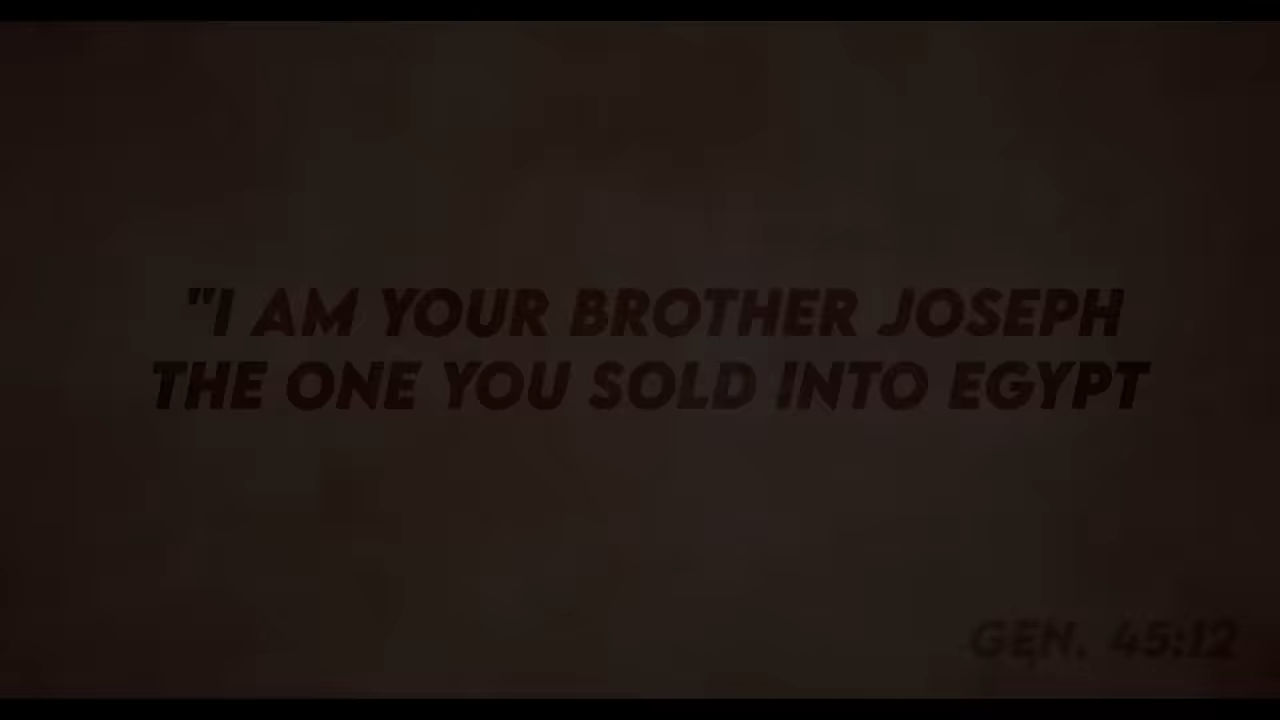 "I AM YOUR BROTHER JOSEPH
THE ONE YOU SOLD INTO EGYPT
GEN. 45:12